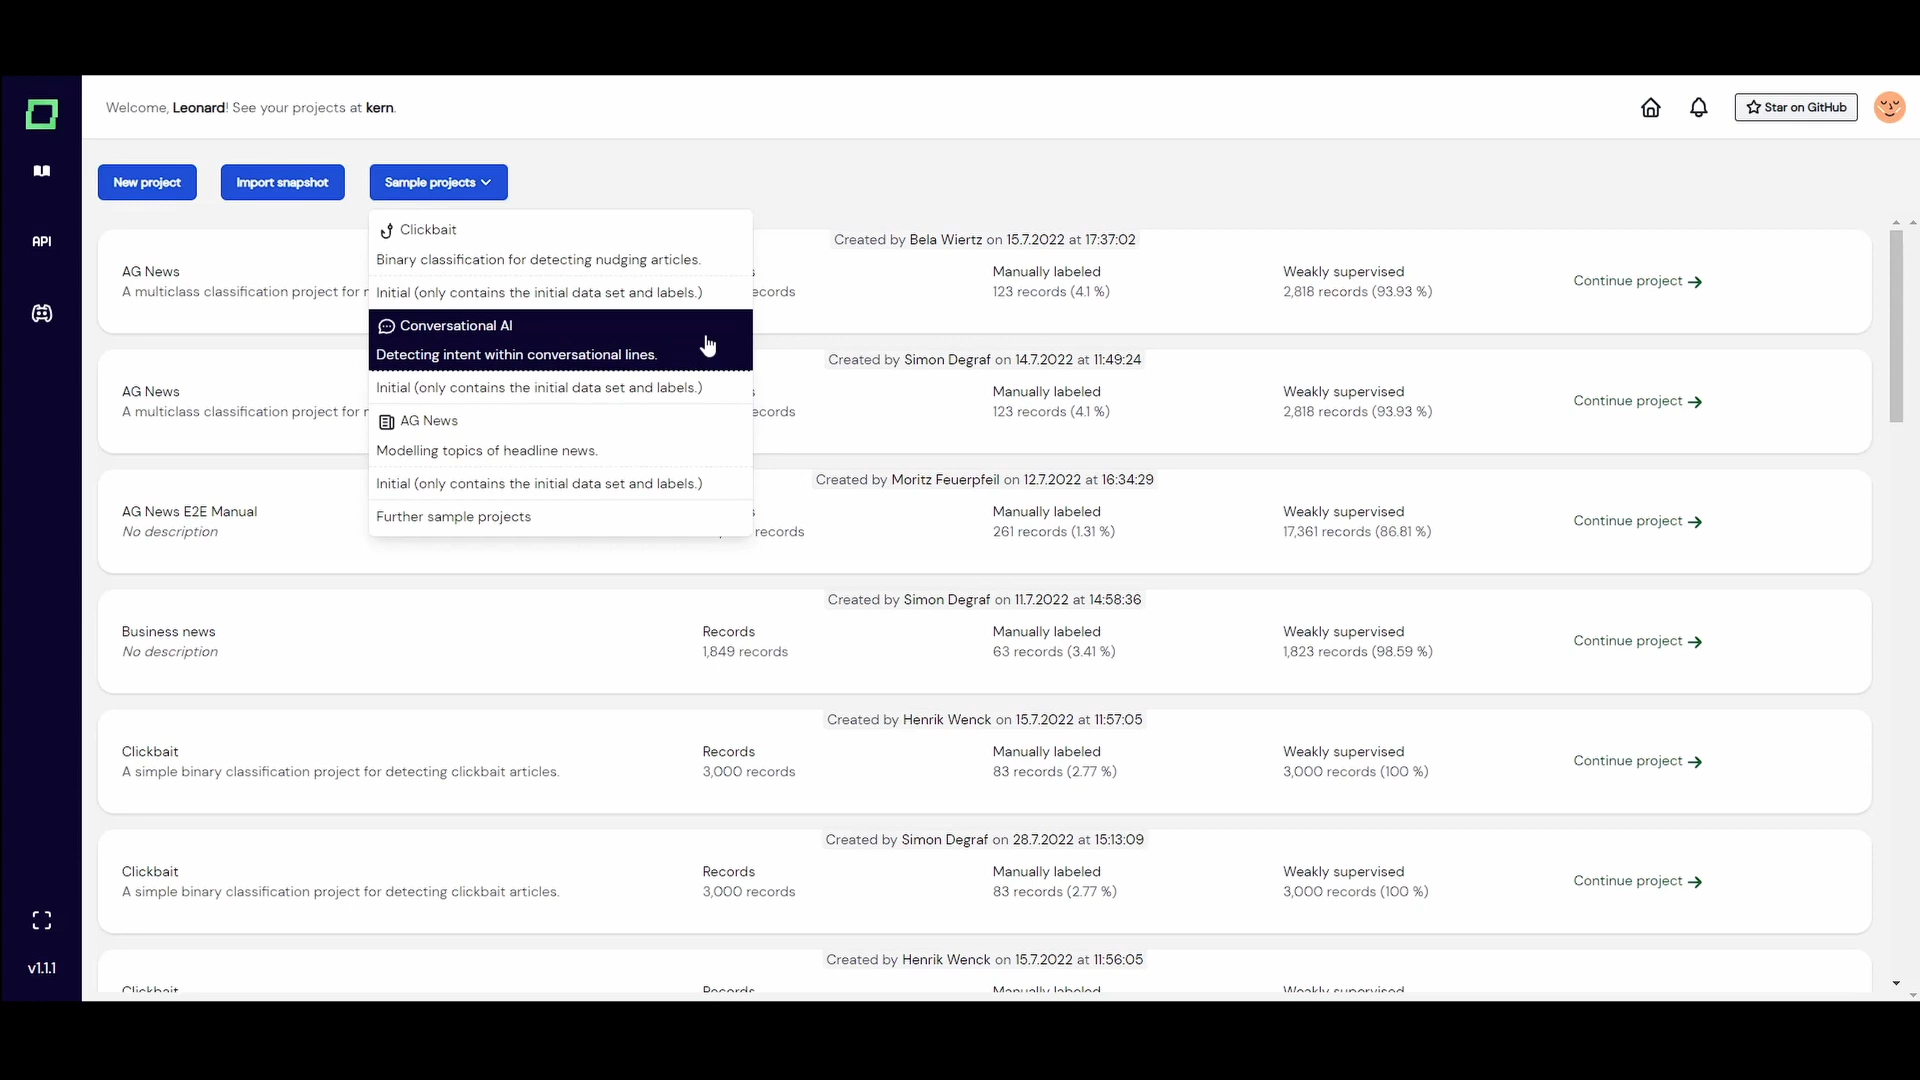 Welcome, Leonard! See your projects at kern.
Star on GitHub
API
New project
Import snapshot
Sample projects
Clickbait
Binary classification for detecting nudging articles.
Initial (only contains the initial data set and labels.)
Conversational AI
Detecting intent within conversational lines.
Initial (only contains the initial data set and labels.)
AG News
Modelling topics of headline news.
Initial (only contains the initial data set and labels.)
Further sample projects
Created by Bela Wiertz on 15.7.2022 at 17:37:02
AG News
A multiclass classification project for
Manually labeled
123 records (4.1 %)
Weakly supervised
2,818 records (93.93 %)
Continue project
Created by Simon Degraf on 14.7.2022 at 11:49:24
AG News
A multiclass classification project for
Manually labeled
123 records (4.1 %)
Weakly supervised
2,818 records (93.93 %)
Continue project
Created by Moritz Feuerpfeil on 12.7.2022 at 16:34:29
AG News E2E Manual
No description
records
Manually labeled
261 records (1.31 %)
Weakly supervised
17,361 records (86.81 %)
Continue project
Created by Simon Degraf on 11.7.2022 at 14:58:36
Business news
No description
Records
1,849 records
Manually labeled
63 records (3.41 %)
Weakly supervised
1,823 records (98.59 %)
Continue project
Created by Henrik Wenck on 15.7.2022 at 11:57:05
Clickbait
A simple binary classification project for detecting clickbait articles.
Records
3,000 records
Manually labeled
83 records (2.77 %)
Weakly supervised
3,000 records (100 %)
Continue project
Created by Simon Degraf on 28.7.2022 at 15:13:09
Clickbait
A simple binary classification project for detecting clickbait articles.
Records
3,000 records
Manually labeled
83 records (2.77 %)
Weakly supervised
3,000 records (100 %)
Continue project
Created by Henrik Wenck on 15.7.2022 at 11:56:05
Clickbait
Records
Manually labeled
Weakly supervised
v1.1.1